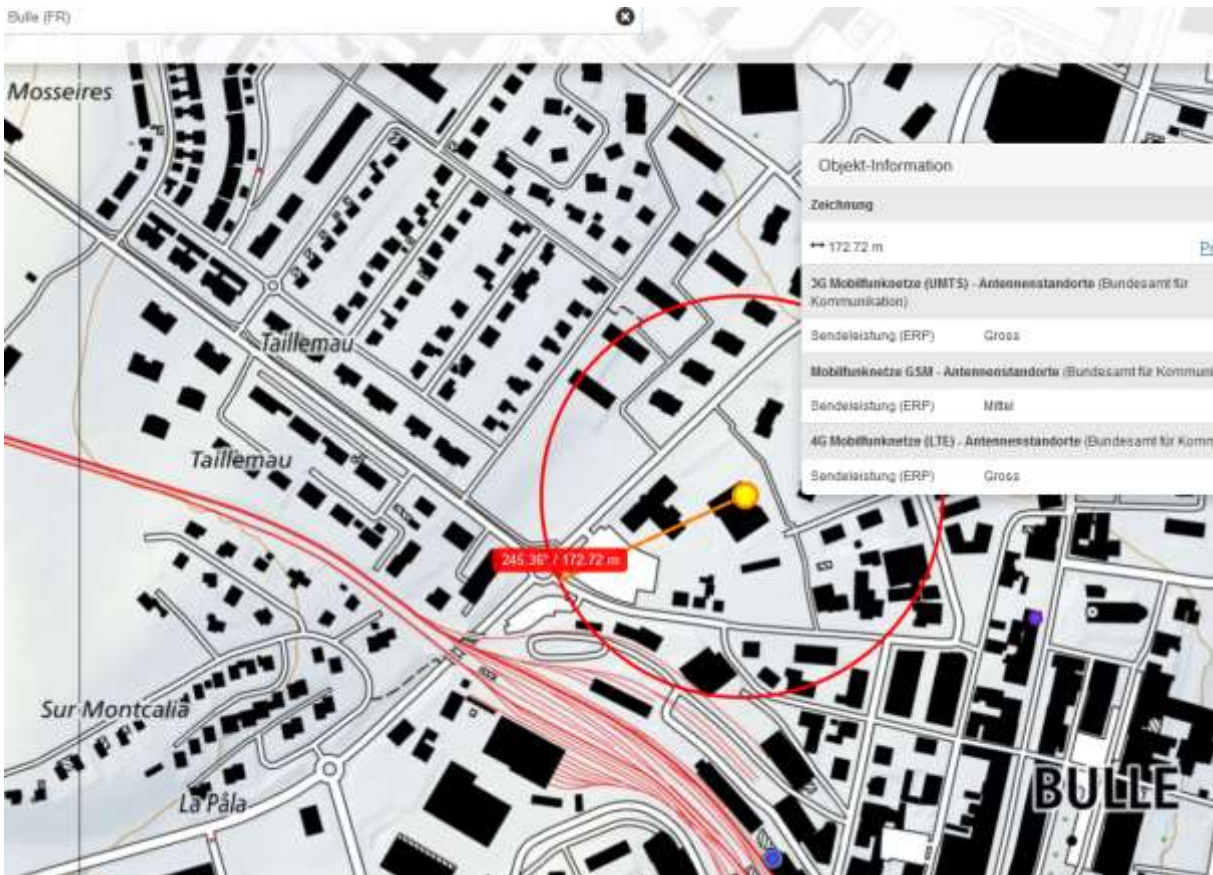 Bulle (FR)
Mosseires
Objekt-Information
Zeichnung
172.72 m
3G Mobilfunknetze (UMTS) - Antennenstandorte (Bundesamt für
Kommunikation)
Sendeleistung (ERP) Gross
Mobilfunknetze GSM - Antennenstandorte (Bundesamt für Kommuni
Sendeleistung (ERP) Mittel
4G Mobilfunknetze (LTE) - Antennenstandorte (Bundesamt für Komm
Sendeleistung (ERP) Gross
Taillemau
Taillemau
245.36° / 172.72 m
Sur Montcalia
La Pâla
BULLE